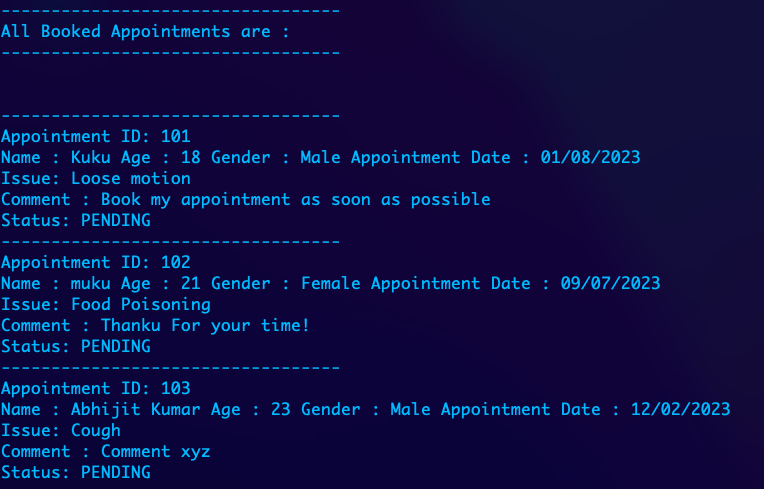 ----------------------------------
All Booked Appointments are :
----------------------------------
----------------------------------
Appointment ID: 101
Name : Kuku Age : 18 Gender : Male Appointment Date : 01/08/2023
Issue: Loose motion
Comment : Book my appointment as soon as possible
Status: PENDING
----------------------------------
Appointment ID: 102
Name : muku Age : 21 Gender : Female Appointment Date : 09/07/2023
Issue: Food Poisoning
Comment : Thanku For your time!
Status: PENDING
----------------------------------
Appointment ID: 103
Name : Abhijit Kumar Age : 23 Gender : Male Appointment Date : 12/02/2023
Issue: Cough
Comment : Comment xyz
Status: PENDING